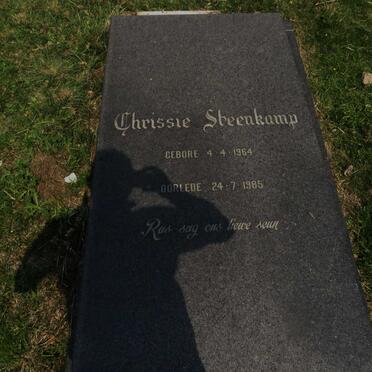 Chrissie Steenkamp
GEBORE 4-4-1964
OORLEDE 24-7-1985
Rus sag ons liewe seun